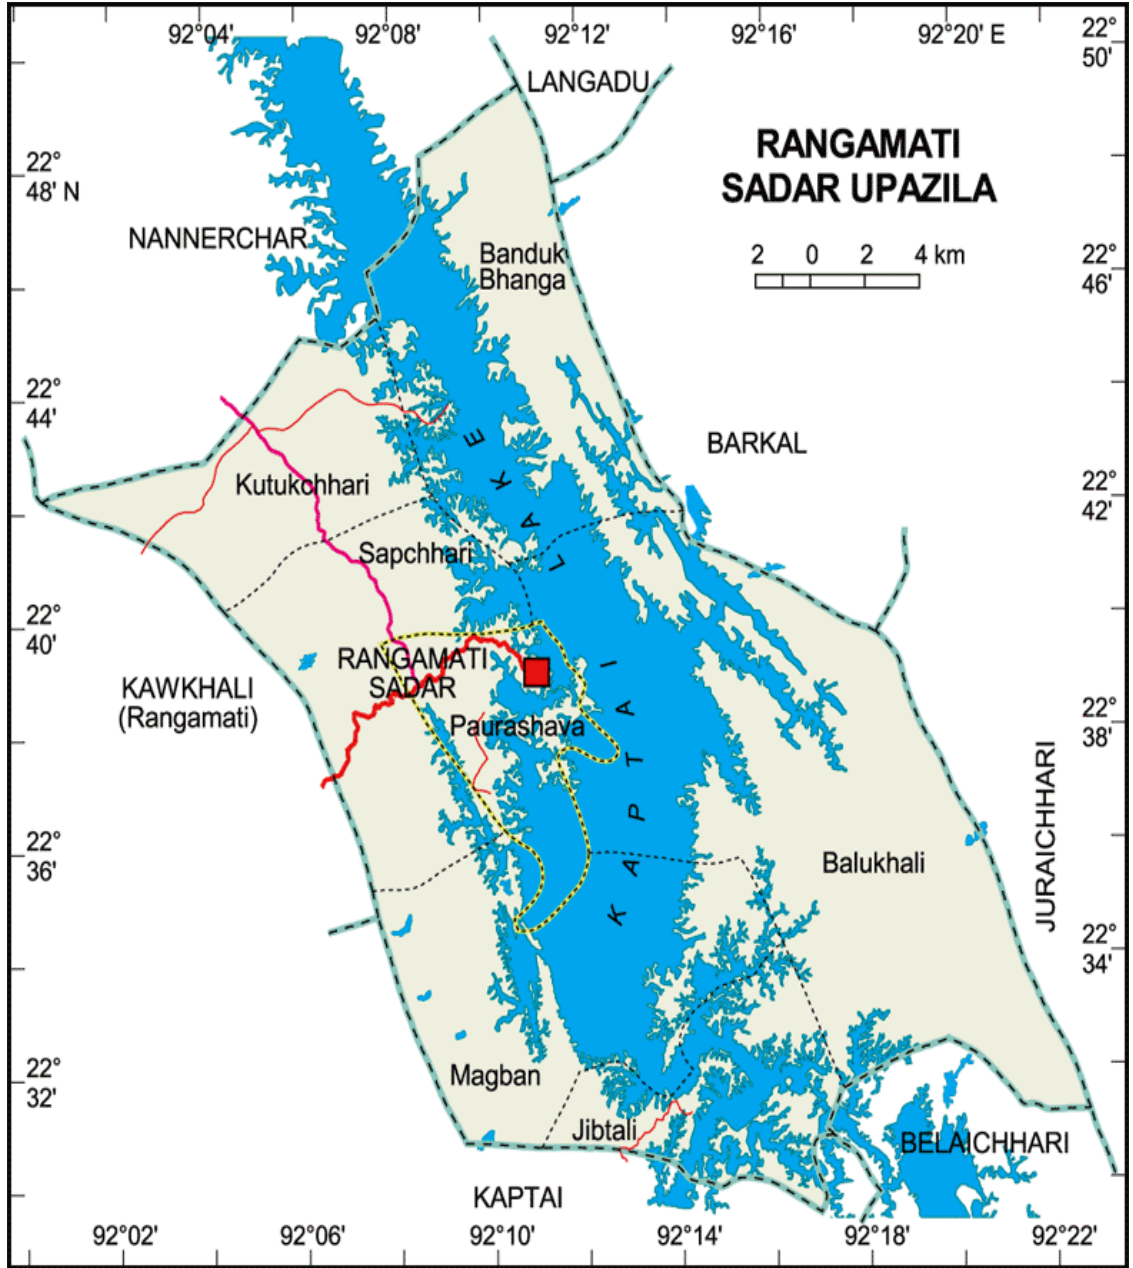 92°04' 92°08' 92°12' 92°16' 92°20' E
22°
50'
LANGADU
RANGAMATI
SADAR UPAZILA
22°
48' N
NANNERCHAR
Banduk
Bhanga
2 0 2 4 km
22°
46'
22°
44'
BARKAL
Kutukchhari
22°
42'
Sapchhari
KAPTAI LAKE
22°
40'
RANGAMATI
SADAR
KAWKHALI
(Rangamati)
Paurashava
22°
38'
JURAICHHARI
22°
36'
Balukhali
22°
34'
22°
32'
Magban
Jibtali
BELAICHHARI
KAPTAI
92°02' 92°06' 92°10' 92°14' 92°18' 92°22'